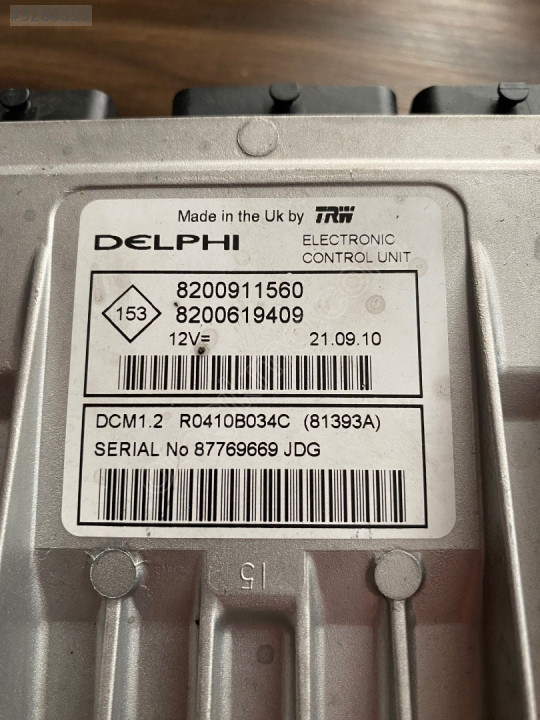 Made in the Uk by TRW
DELPHI
ELECTRONIC
CONTROL UNIT
153
8200911560
8200619409
12V=
21.09.10
DCM1.2 R0410B034C (81393A)
SERIAL No 87769669 JDG
15